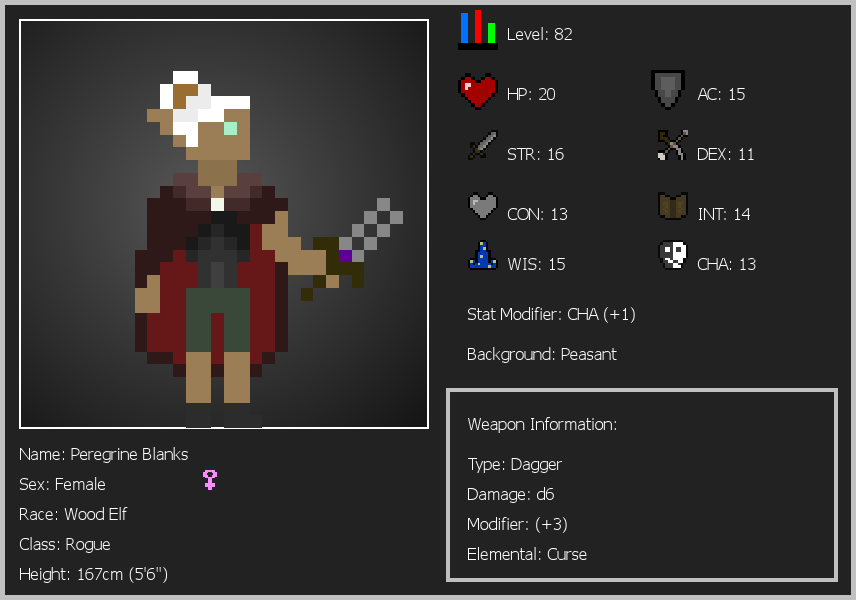 Level: 82
HP: 20
AC: 15
STR: 16
DEX: 11
CON: 13
INT: 14
WIS: 15
CHA: 13
Stat Modifier: CHA (+1)
Background: Peasant
Weapon Information:
Type: Dagger
Damage: d6
Modifier: (+3)
Elemental: Curse
Name: Peregrine Blanks
Sex: Female
Race: Wood Elf
Class: Rogue
Height: 167cm (5'6")